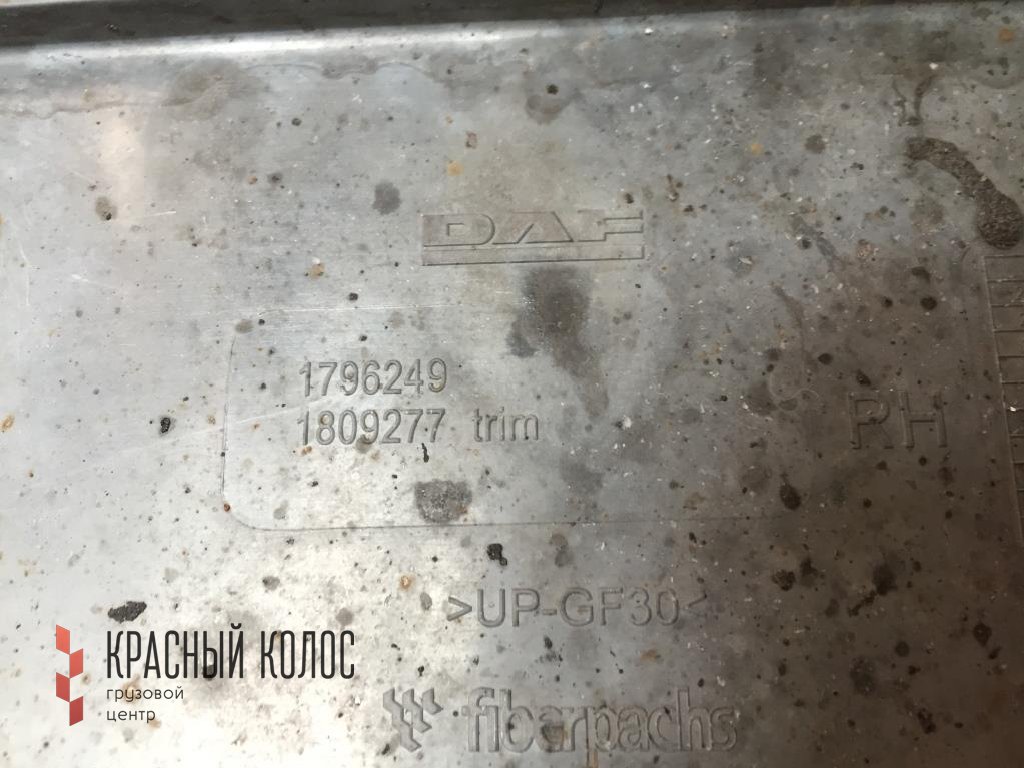 DAF
1796249
1809277 trim
RH
>UP-GF30<
fiberpachs
КРАСНЫЙ КОЛОС
грузовой
центр